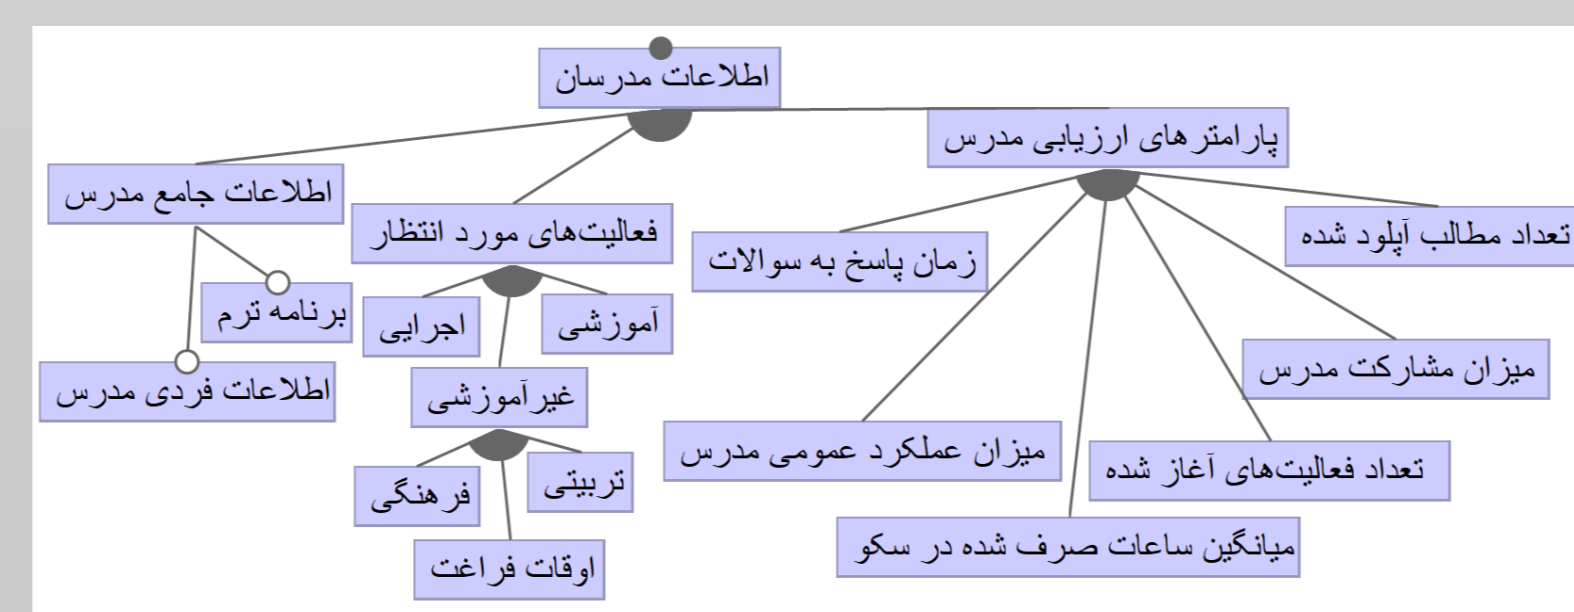 اطلاعات مدرسان
پارامترهای ارزیابی مدرس
اطلاعات جامع مدرس
فعالیت‌های مورد انتظار
تعداد مطالب آپلود شده
زمان پاسخ به سوالات
برنامه ترم
آموزشی
اجرایی
میزان مشارکت مدرس
اطلاعات فردی مدرس
غیرآموزشی
میزان عملکرد عمومی مدرس
تعداد فعالیت‌های آغاز شده
تربیتی
فرهنگی
میانگین ساعات صرف شده در سکو
اوقات فراغت